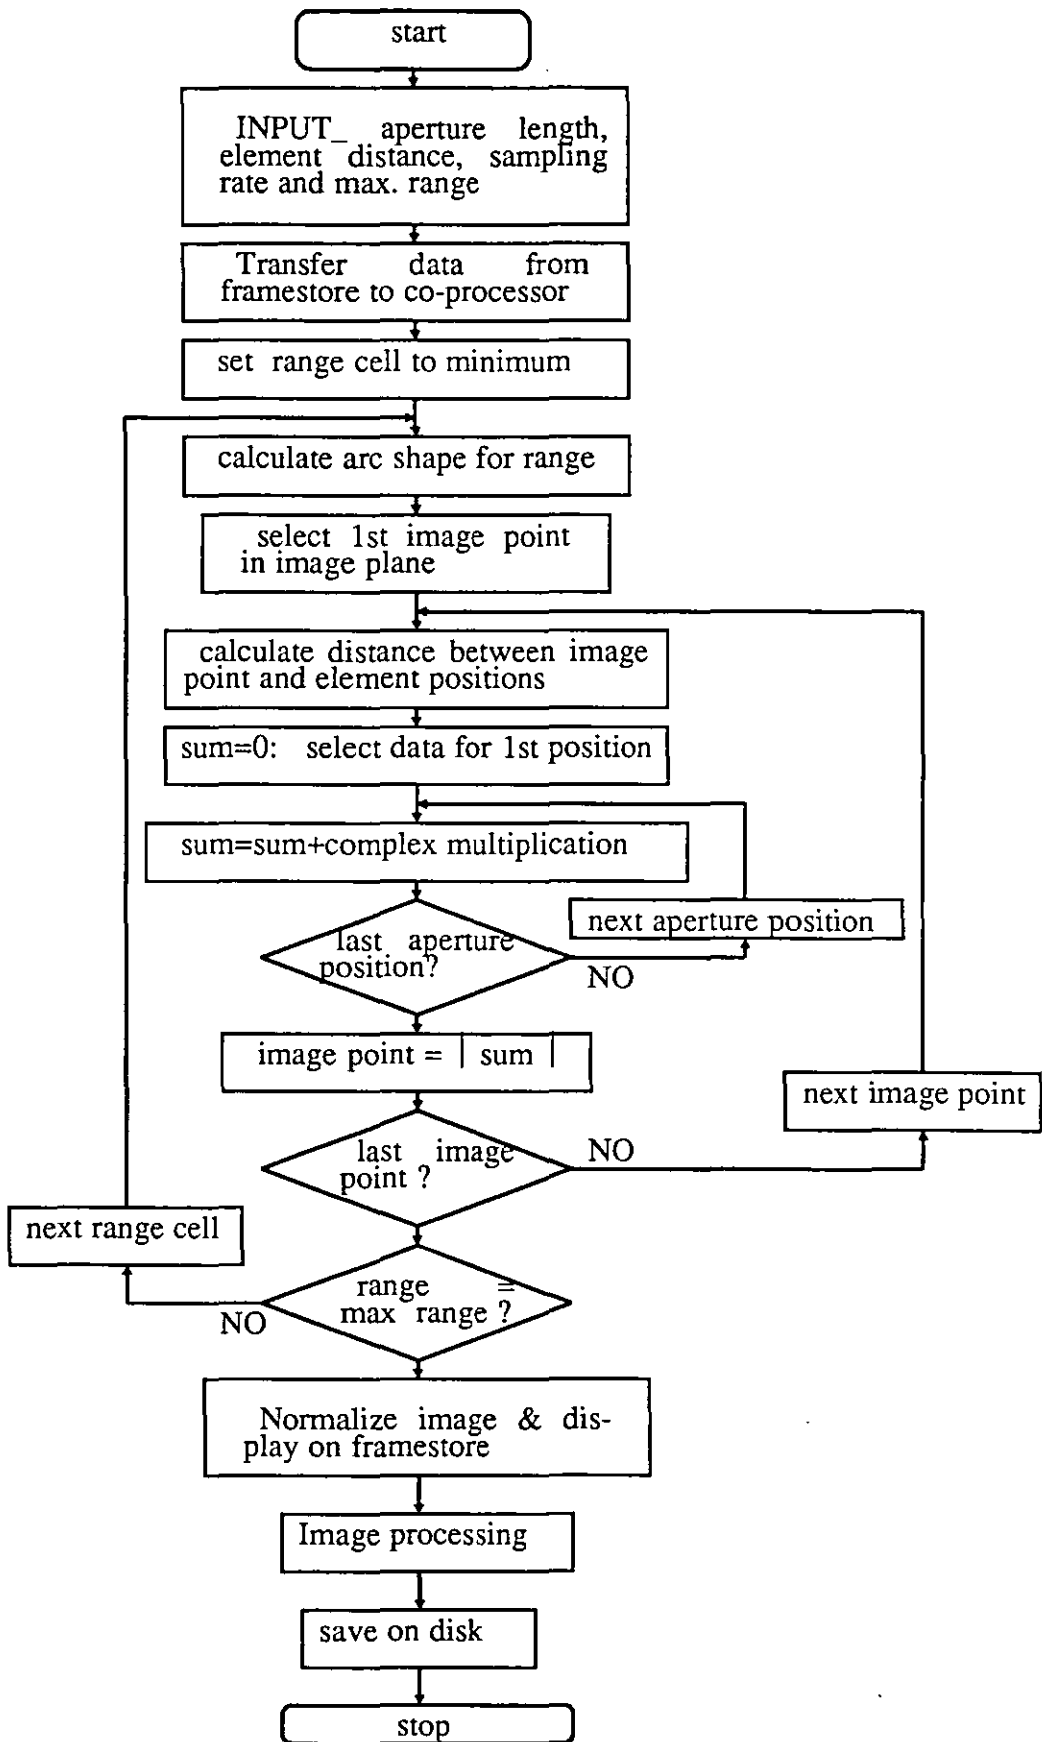 start
INPUT_ aperture length,
element distance, sampling
rate and max. range
Transfer data from
framestore to co-processor
set range cell to minimum
calculate arc shape for range
select 1st image point
in image plane
calculate distance between image
point and element positions
sum=0: select data for 1st position
sum=sum+complex multiplication
next aperture position
last aperture
position?
NO
image point = | sum |
next image point
last image
point ?
NO
next range cell
range =
max range ?
NO
Normalize image & dis-
play on framestore
Image processing
save on disk
stop